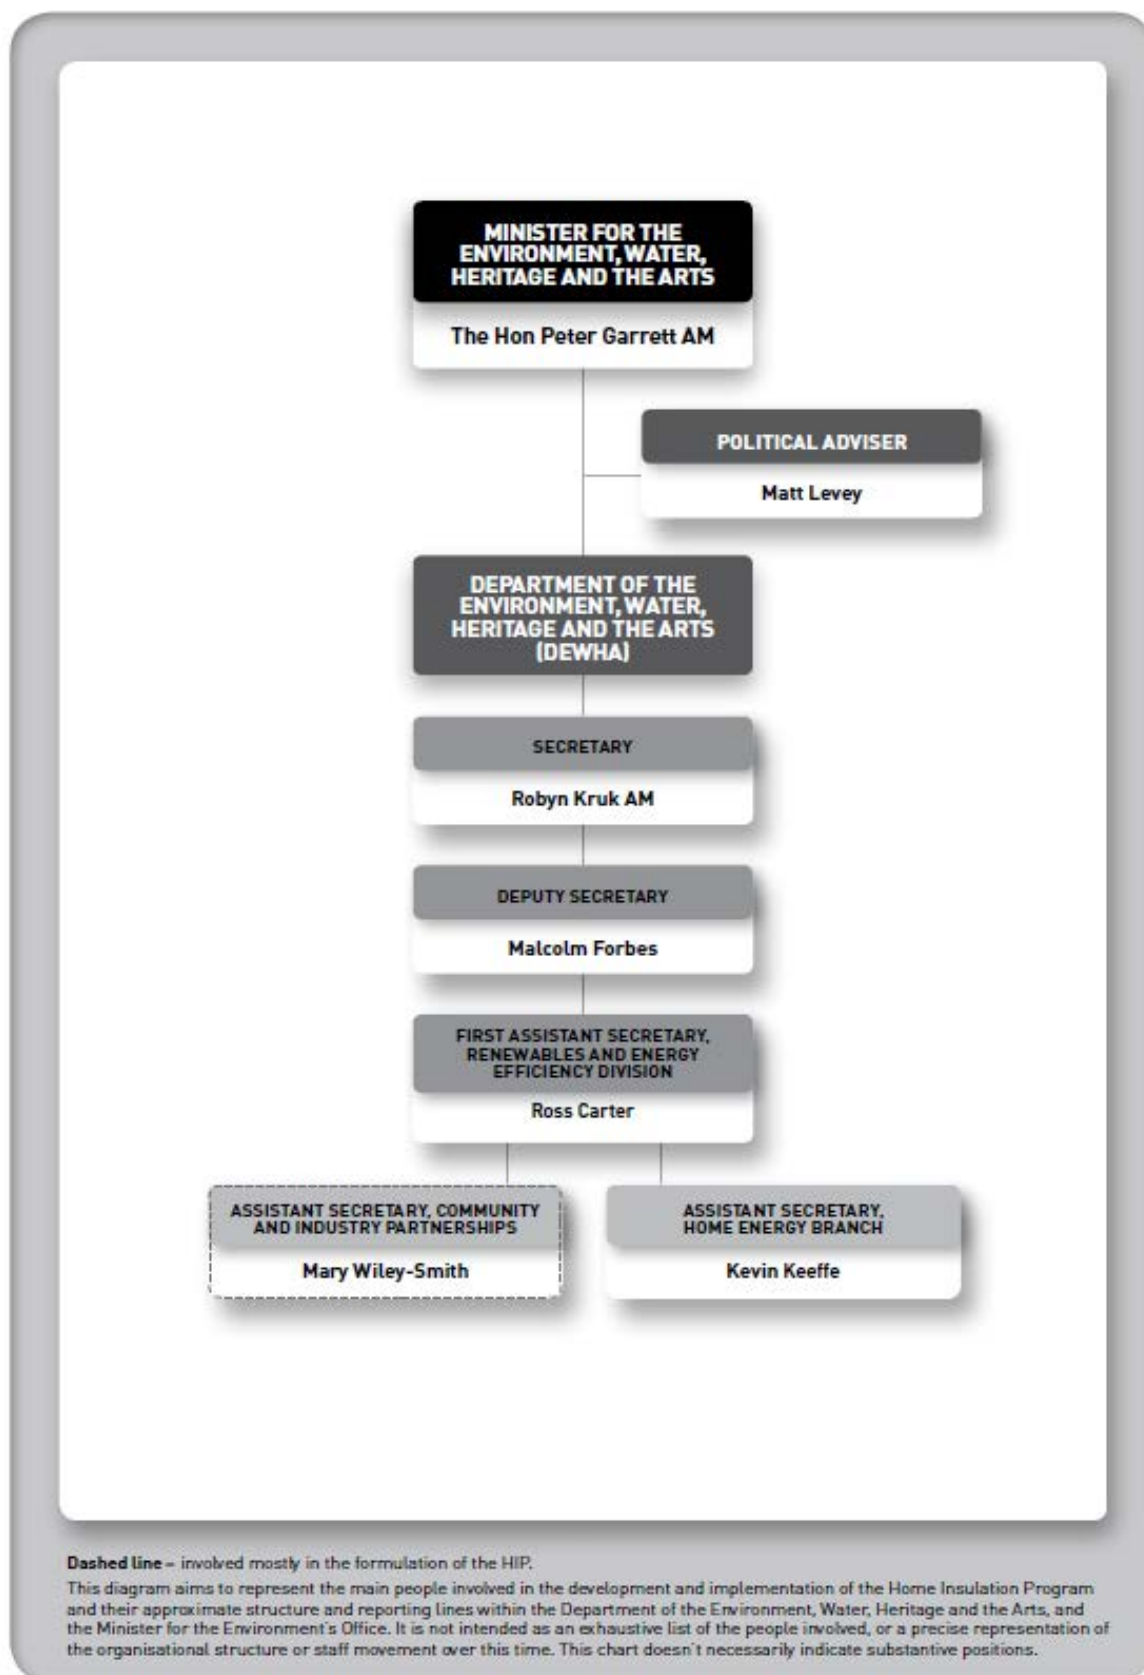 MINISTER FOR THE
ENVIRONMENT, WATER,
HERITAGE AND THE ARTS
The Hon Peter Garrett AM
POLITICAL ADVISER
Matt Levey
DEPARTMENT OF THE
ENVIRONMENT, WATER,
HERITAGE AND THE ARTS
(DEWHA)
SECRETARY
Robyn Kruk AM
DEPUTY SECRETARY
Malcolm Forbes
FIRST ASSISTANT SECRETARY,
RENEWABLES AND ENERGY
EFFICIENCY DIVISION
Ross Carter
ASSISTANT SECRETARY, COMMUNITY
AND INDUSTRY PARTNERSHIPS
Mary Wiley-Smith
ASSISTANT SECRETARY,
HOME ENERGY BRANCH
Kevin Keeffe
Dashed line – involved mostly in the formulation of the HIP.
This diagram aims to represent the main people involved in the development and implementation of the Home Insulation Program
and their approximate structure and reporting lines within the Department of the Environment, Water, Heritage and the Arts, and
the Minister for the Environment's Office. It is not intended as an exhaustive list of the people involved, or a precise representation of
the organisational structure or staff movement over this time. This chart doesn't necessarily indicate substantive positions.